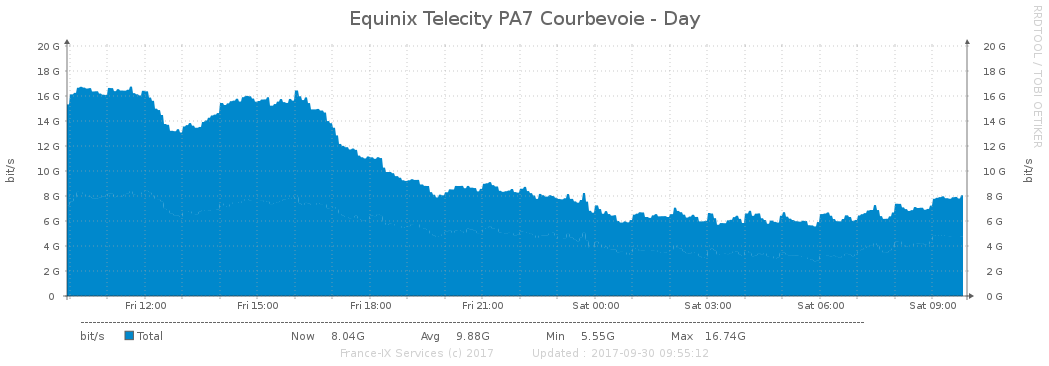 Equinix Telecity PA7 Courbevoie - Day
RRDTOOL / TOBI OETIKER
bit/s
bit/s
20 G 20 G
18 G 18 G
16 G 16 G
14 G 14 G
12 G 12 G
10 G 10 G
8 G 8 G
6 G 6 G
4 G 4 G
2 G 2 G
0 0 G
Fri 12:00 Fri 15:00 Fri 18:00 Fri 21:00 Sat 00:00 Sat 03:00 Sat 06:00 Sat 09:00
bit/s Total Now 8.04G Avg 9.88G Min 5.55G Max 16.74G
France-IX Services (c) 2017 Updated : 2017-09-30 09:55:12